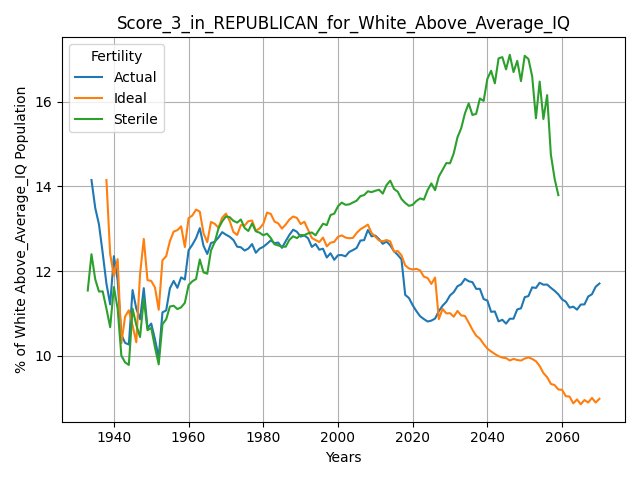 Score_3_in_REPUBLICAN_for_White_Above_Average_IQ
Fertility
Actual
Ideal
Sterile
% of White Above_Average_IQ Population
16
14
12
10
1940
1960
1980
2000
2020
2040
2060
Years